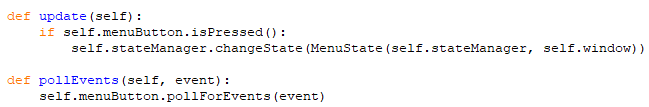 def update(self):
    if self.menuButton.isPressed():
        self.stateManager.changeState(MenuState(self.stateManager, self.window))

def pollEvents(self, event):
    self.menuButton.pollForEvents(event)